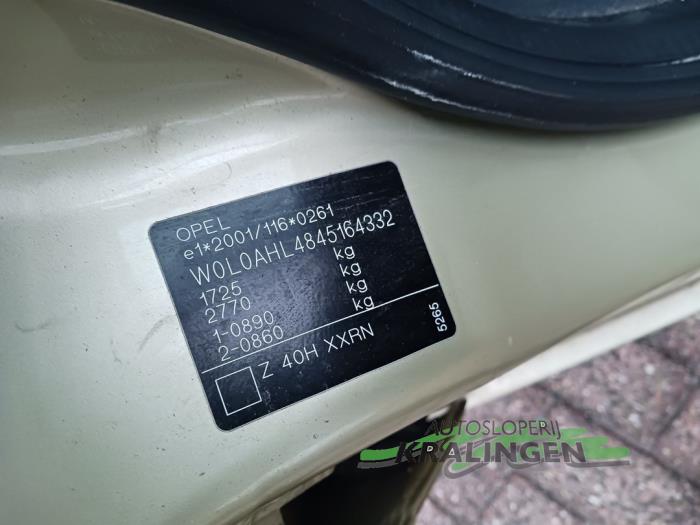 OPEL
e1*2001/116*0261
W0L0AHL4845164332
1725 kg
2770 kg
1-0890 kg
2-0860 kg
Z 40H XXRN
5265
AUTOSLOPERIJ
KRALINGEN